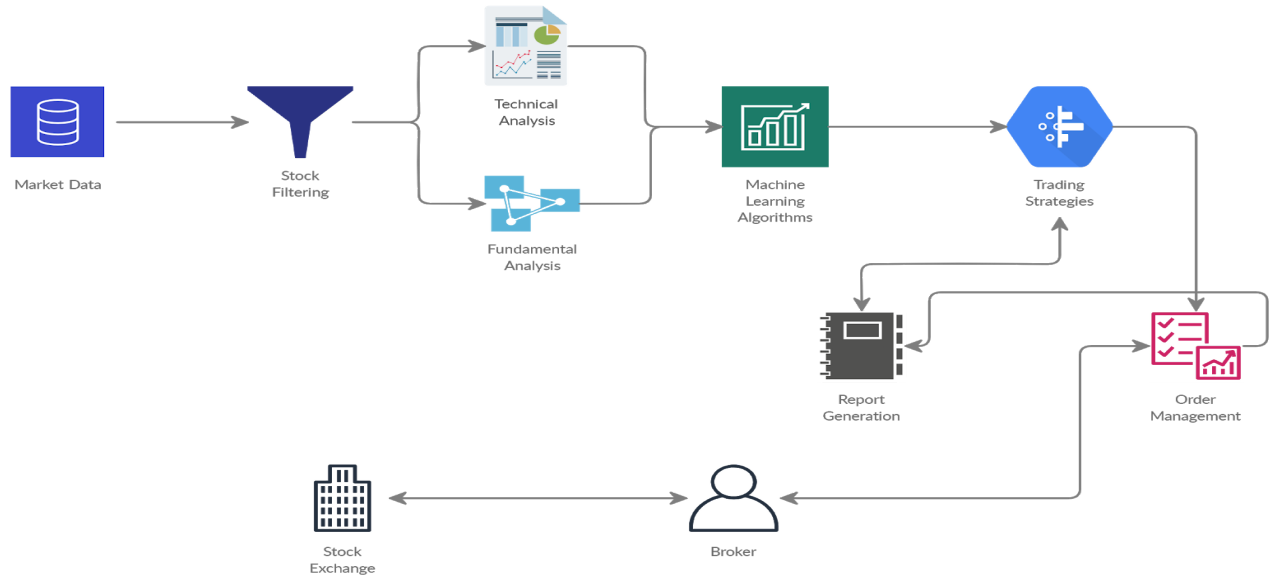 Technical
Analysis
Market Data
Stock
Filtering
Machine
Learning
Algorithms
Trading
Strategies
Fundamental
Analysis
Report
Generation
Order
Management
Stock
Exchange
Broker